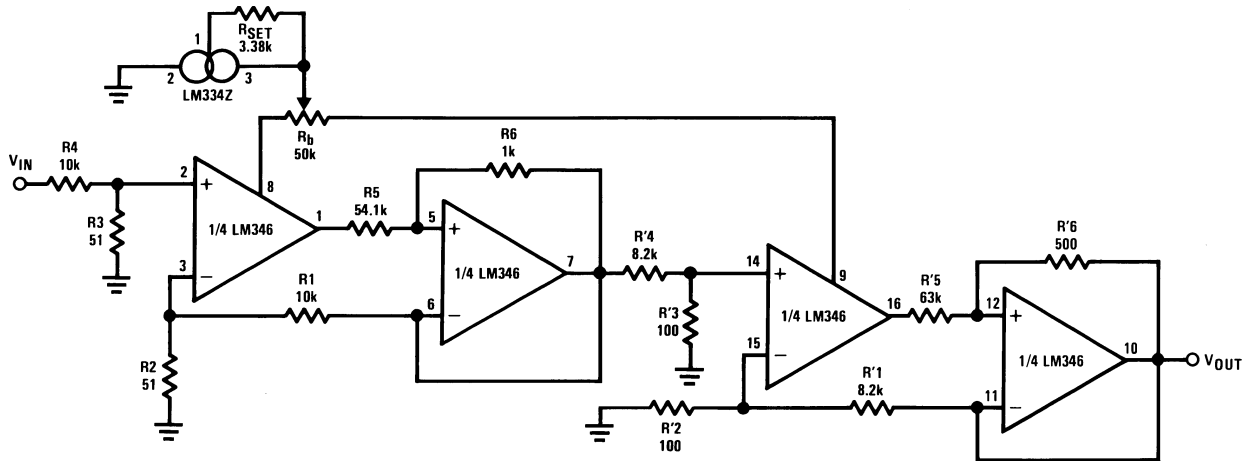 1
R_SET
3.38k
2
3
LM334Z
R_b
50k
V_IN
R4
10k
R3
51
2
+
8
1/4 LM346
1
3
−
R5
54.1k
R6
1k
5
+
1/4 LM346
7
6
−
R1
10k
R2
51
R'4
8.2k
R'3
100
14
+
9
1/4 LM346
16
15
−
R'5
63k
R'6
500
12
+
1/4 LM346
10
11
−
V_OUT
R'1
8.2k
R'2
100